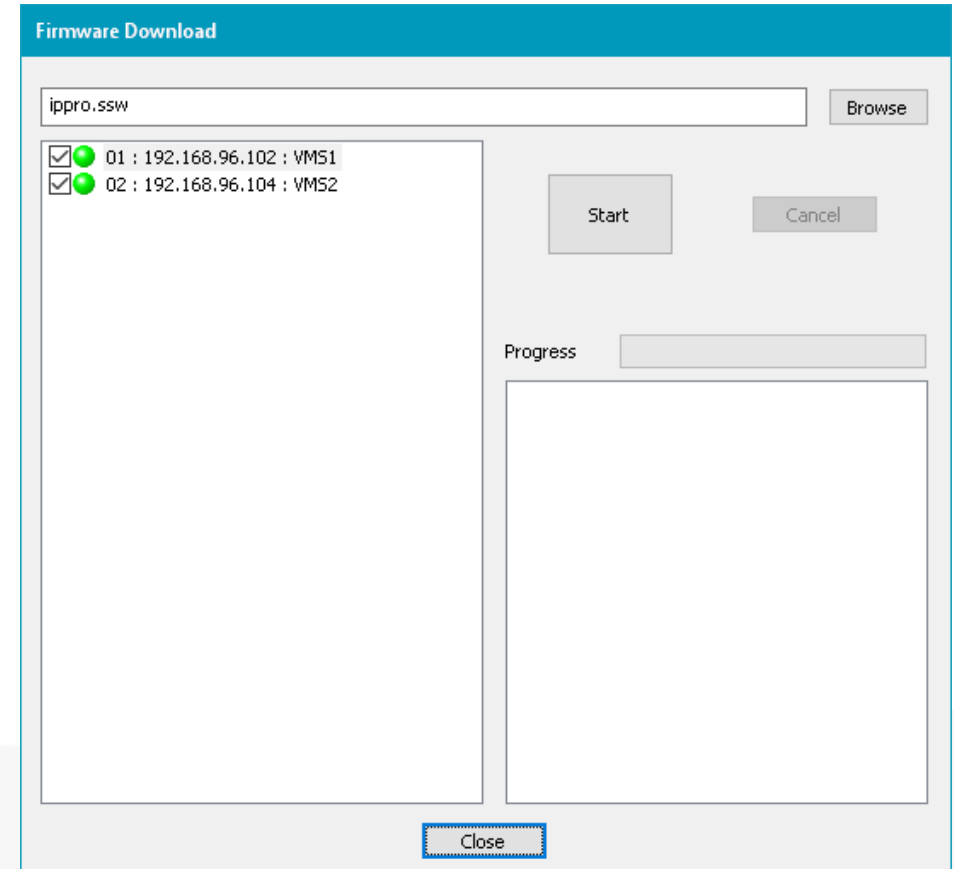 Firmware Download
ippro.ssw
Browse
01 : 192.168.96.102 : VMS1
02 : 192.168.96.104 : VMS2
Start
Cancel
Progress
Close